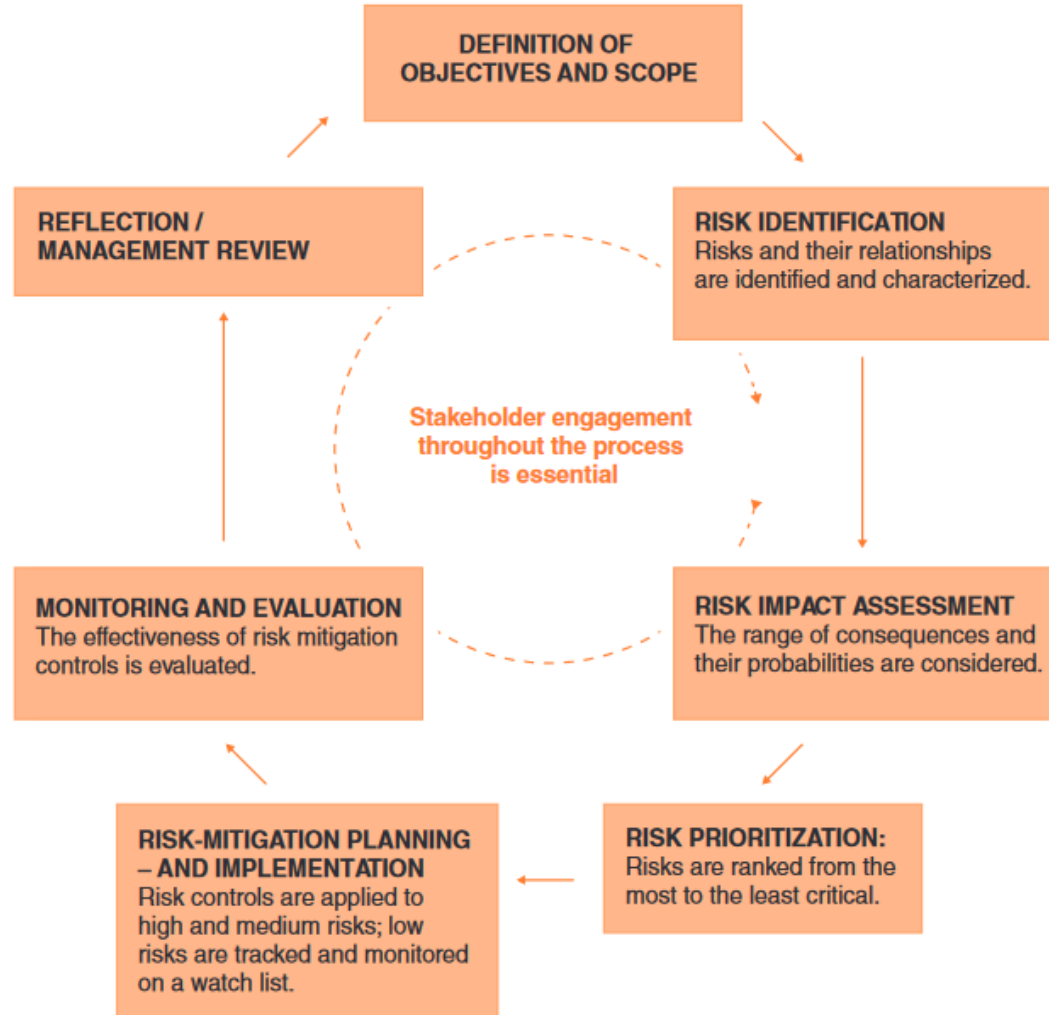 DEFINITION OF
OBJECTIVES AND SCOPE
REFLECTION /
MANAGEMENT REVIEW
RISK IDENTIFICATION
Risks and their relationships
are identified and characterized.
Stakeholder engagement
throughout the process
is essential
MONITORING AND EVALUATION
The effectiveness of risk mitigation
controls is evaluated.
RISK IMPACT ASSESSMENT
The range of consequences and
their probabilities are considered.
RISK-MITIGATION PLANNING
– AND IMPLEMENTATION
Risk controls are applied to
high and medium risks; low
risks are tracked and monitored
on a watch list.
RISK PRIORITIZATION:
Risks are ranked from the
most to the least critical.